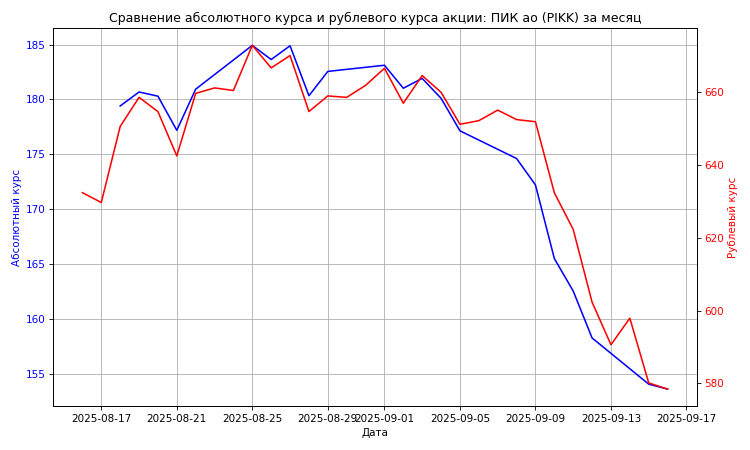 Сравнение абсолютного курса и рублевого курса акции: ПИК ао (PIKK) за месяц
Абсолютный курс
185
180
175
170
165
160
155
660
640
620
600
580
Рублевый курс
2025-08-17 2025-08-21 2025-08-25 2025-08-29 2025-09-01 2025-09-05 2025-09-09 2025-09-13 2025-09-17
Дата